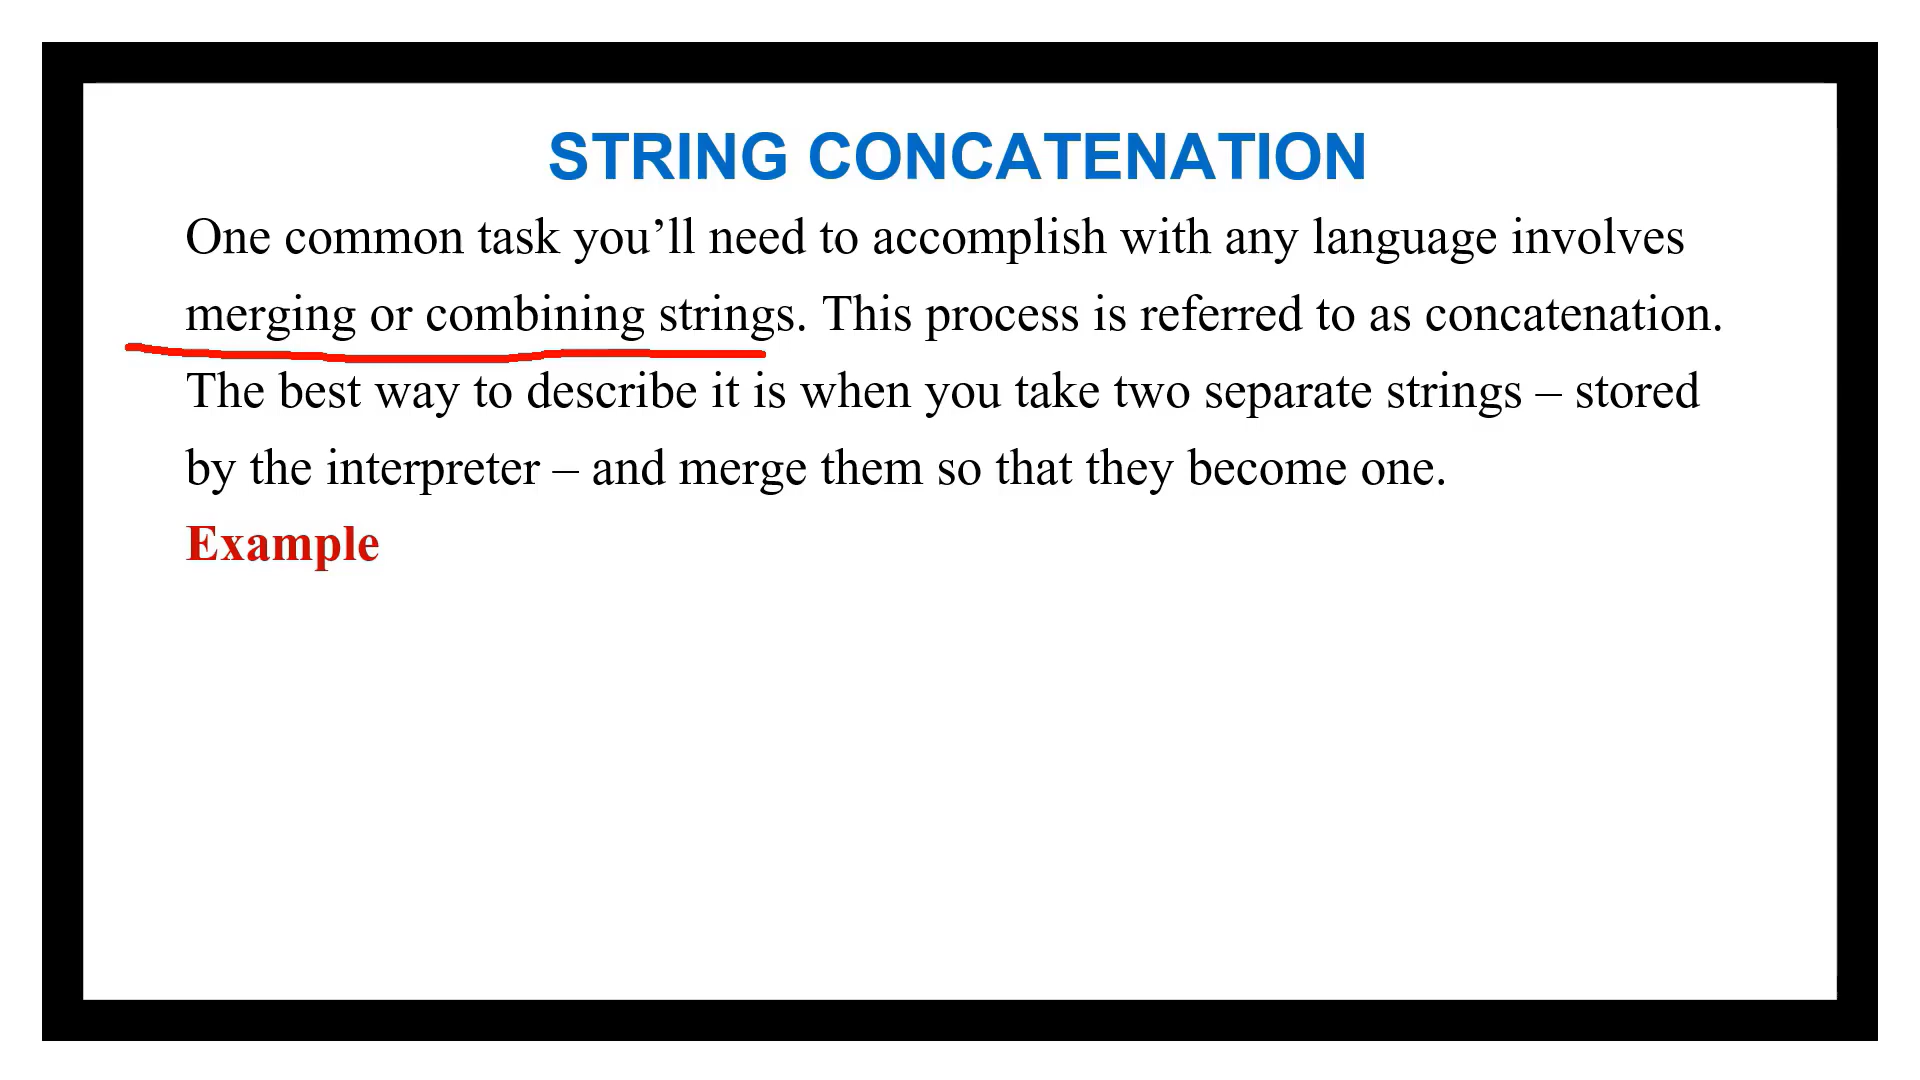 STRING CONCATENATION
One common task you’ll need to accomplish with any language involves
merging or combining strings. This process is referred to as concatenation.
The best way to describe it is when you take two separate strings – stored
by the interpreter – and merge them so that they become one.
Example